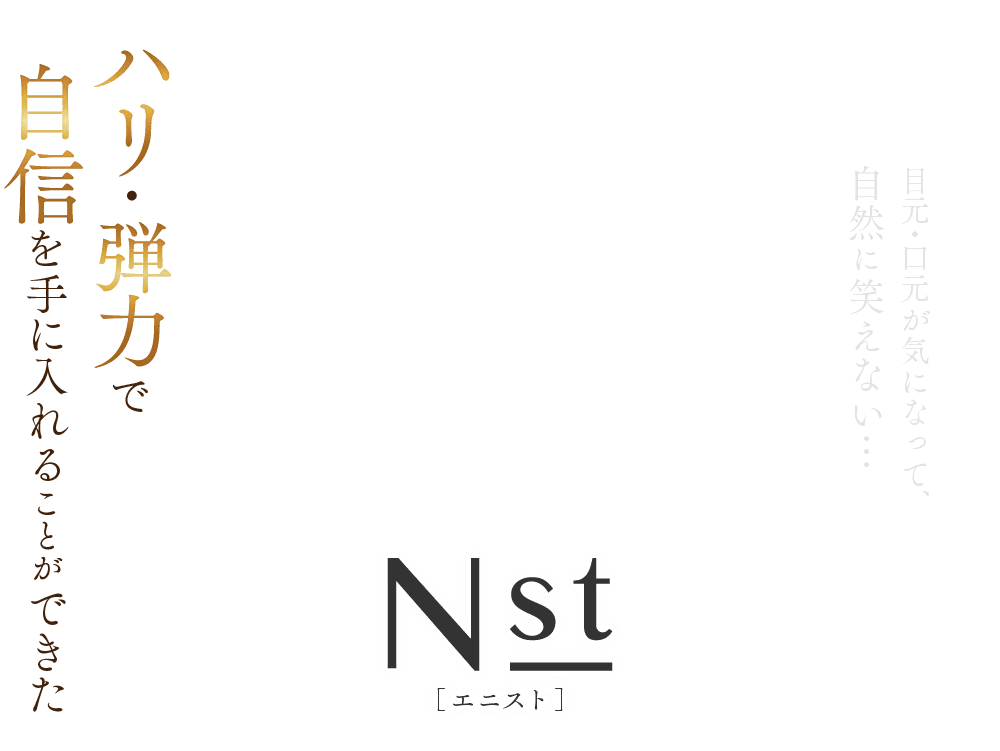 目元・口元が気になって、
自然に笑えない…
ハリ・弾力で
自信を手に入れることができた
Nst
［エニスト］